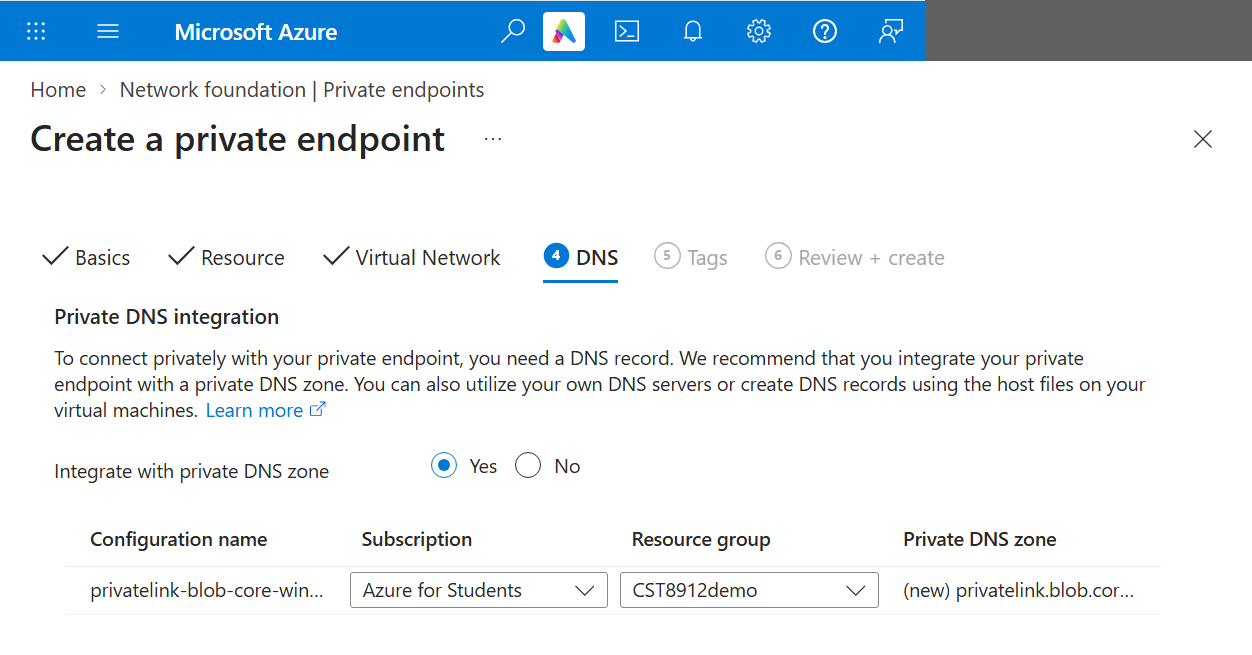 Microsoft Azure
Home > Network foundation | Private endpoints
Create a private endpoint ...
Basics Resource Virtual Network 4 DNS 5 Tags 6 Review + create
Private DNS integration
To connect privately with your private endpoint, you need a DNS record. We recommend that you integrate your private
endpoint with a private DNS zone. You can also utilize your own DNS servers or create DNS records using the host files on your
virtual machines. Learn more
Integrate with private DNS zone Yes No
Configuration name Subscription Resource group Private DNS zone
privatelink-blob-core-win... Azure for Students CST8912demo (new) privatelink.blob.cor...